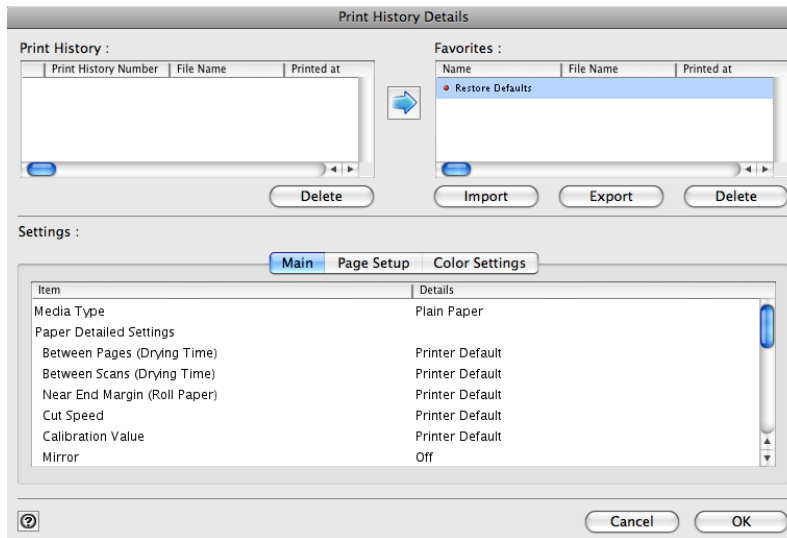 Print History Details
Print History :
Favorites :
Print History Number File Name Printed at
Name File Name Printed at
Restore Defaults
Delete
Import Export Delete
Settings :
Main Page Setup Color Settings
Item Details
Media Type Plain Paper
Paper Detailed Settings
Between Pages (Drying Time) Printer Default
Between Scans (Drying Time) Printer Default
Near End Margin (Roll Paper) Printer Default
Cut Speed Printer Default
Calibration Value Printer Default
Mirror Off
? Cancel OK